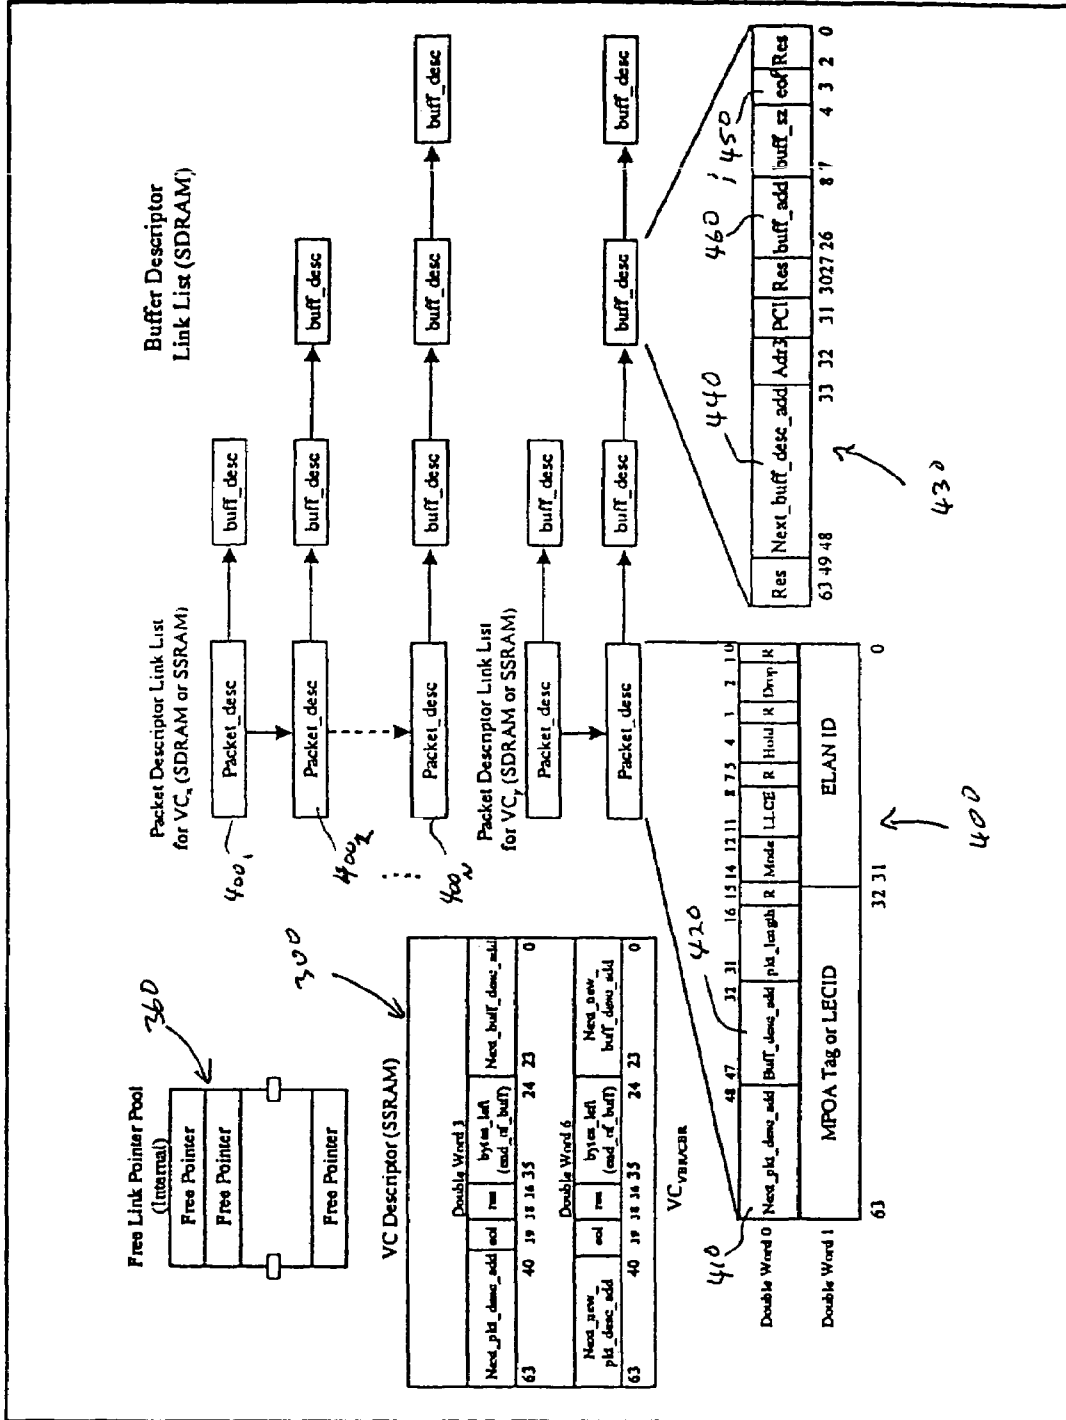 Free Link Pointer Pool
(Internal)
Free Pointer
Free Pointer
Free Pointer
360
VC Descriptor (SSRAM)
300
Double Word 3
Next_pkt_desc_add eol res bytes_left (end_of_buff) Next_buff_desc_add
63 40 39 38 36 35 24 23 0
Double Word 6
Next_new_pkt_desc_add eol res bytes_left (end_of_buff) Next_new_buff_desc_add
63 40 39 38 36 35 24 23 0
VC VBR/CBR
Packet Descriptor Link List
for VCx (SDRAM or SSRAM)
Buffer Descriptor
Link List (SDRAM)
400 1
Packet_desc buff_desc
400 2
Packet_desc buff_desc buff_desc
400 N
Packet_desc buff_desc buff_desc buff_desc
Packet Descriptor Link List
for VCy (SDRAM or SSRAM)
Packet_desc buff_desc
Packet_desc buff_desc buff_desc buff_desc
410
420
48 47 32 31 16 15 14 12 11 8 7 5 4 1 2 1 0
Double Word 0 Next_pkt_desc_add Buff_desc_add pkt_length R Mode LLCE R Hold R Drop R
Double Word 1 MPOA Tag or LECID ELAN ID
63 32 31 0
400
440
460 ; 450
Res Next_buff_desc_add Adr3 PCI Res buff_add buff_sz eof Res
63 49 48 33 32 31 30 27 26 8 7 4 3 2 0
430